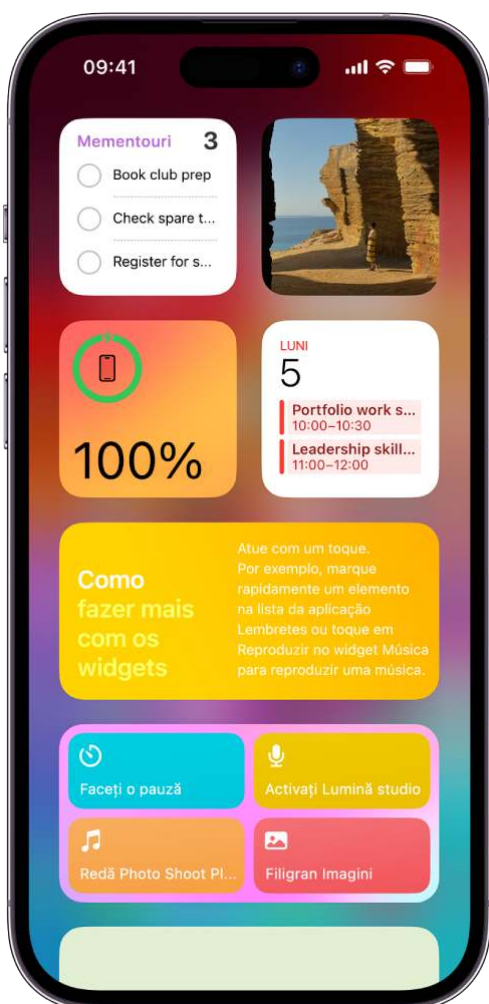 09:41
Mementouri 3
Book club prep
Check spare t...
Register for s...
100%
LUNI
5
Portfolio work s...
10:00–10:30
Leadership skill...
11:00–12:00
Como
fazer mais
com os
widgets
Atue com um toque.
Por exemplo, marque
rapidamente um elemento
na lista da aplicação
Lembretes ou toque em
Reproduzir no widget Música
para reproduzir uma música.
Faceți o pauză
Activați Lumină studio
Redă Photo Shoot Pl...
Filigran Imagini